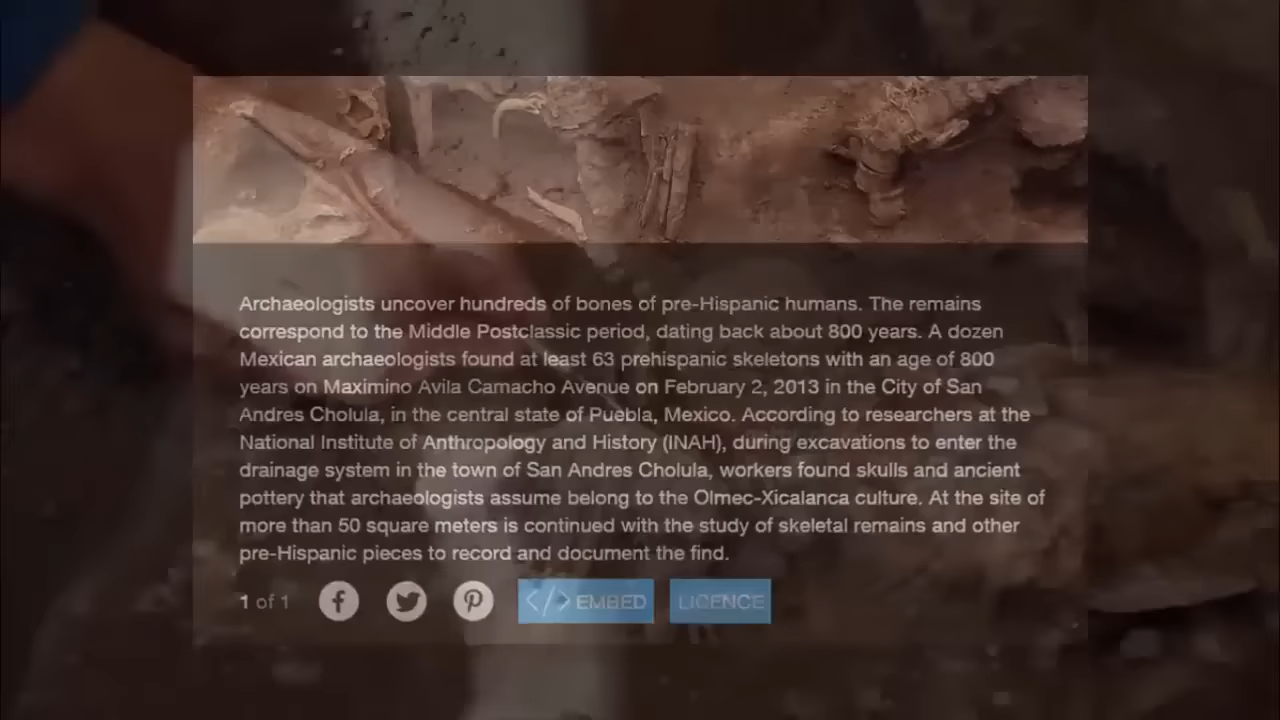 Archaeologists uncover hundreds of bones of pre-Hispanic humans. The remains
correspond to the Middle Postclassic period, dating back about 800 years. A dozen
Mexican archaeologists found at least 63 prehispanic skeletons with an age of 800
years on Maximino Avila Camacho Avenue on February 2, 2013 in the City of San
Andres Cholula, in the central state of Puebla, Mexico. According to researchers at the
National Institute of Anthropology and History (INAH), during excavations to enter the
drainage system in the town of San Andres Cholula, workers found skulls and ancient
pottery that archaeologists assume belong to the Olmec-Xicalanca culture. At the site of
more than 50 square meters is continued with the study of skeletal remains and other
pre-Hispanic pieces to record and document the find.
1 of 1 </> EMBED LICENCE